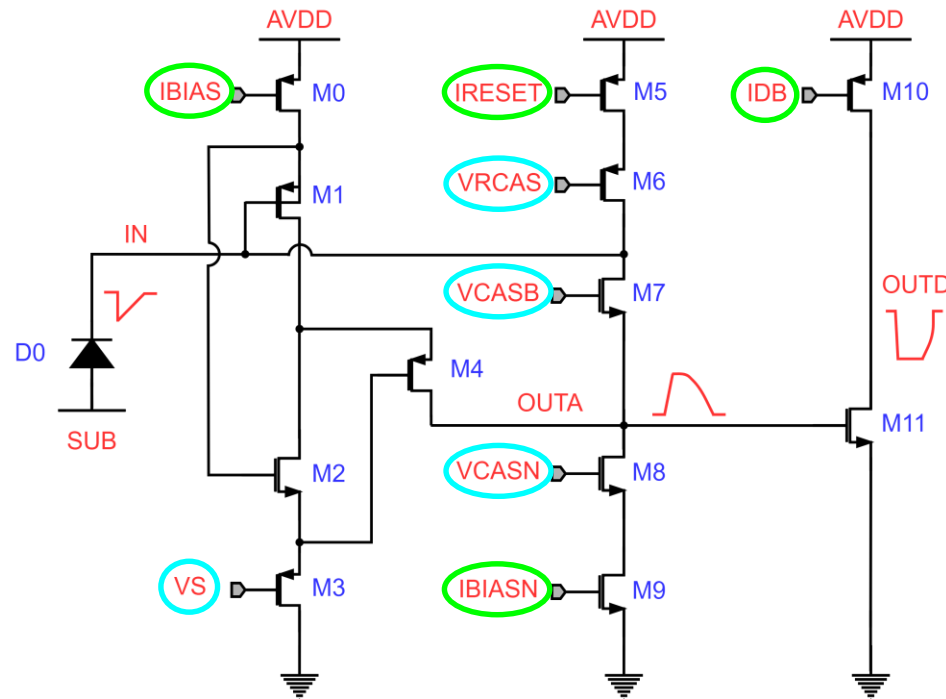 AVDD
AVDD
AVDD
IBIAS
M0
IRESET
M5
IDB
M10
M1
VRCAS
M6
IN
VCASB
M7
OUTD
D0
M4
OUTA
SUB
M11
M2
VCASN
M8
VS
M3
IBIASN
M9